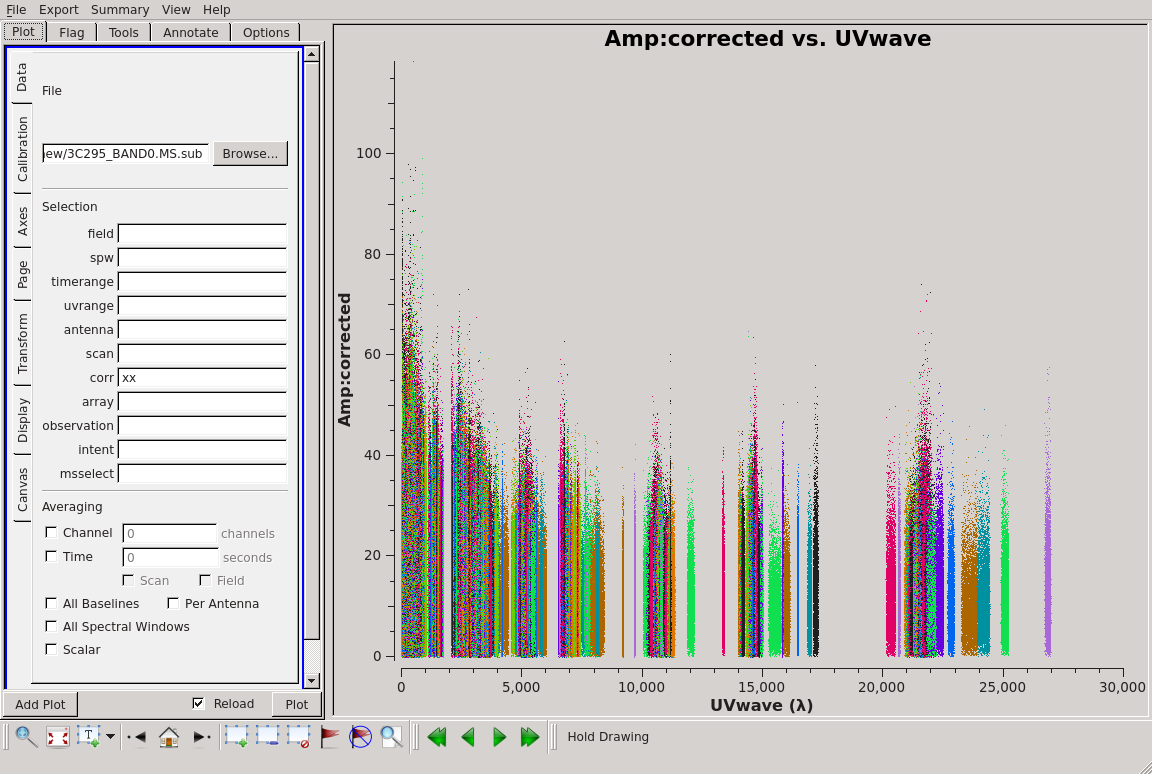 File Export Summary View Help
Plot Flag Tools Annotate Options
Data
Calibration
Axes
Page
Transform
Display
Canvas
File
ew/3C295_BAND0.MS.sub Browse...
Selection
field
spw
timerange
uvrange
antenna
scan
corr xx
array
observation
intent
msselect
Averaging
Channel 0 channels
Time 0 seconds
Scan Field
All Baselines Per Antenna
All Spectral Windows
Scalar
Add Plot Reload Plot
Amp:corrected vs. UVwave
Amp:corrected
100
80
60
40
20
0
0 5,000 10,000 15,000 20,000 25,000 30,000
UVwave (λ)
T Hold Drawing